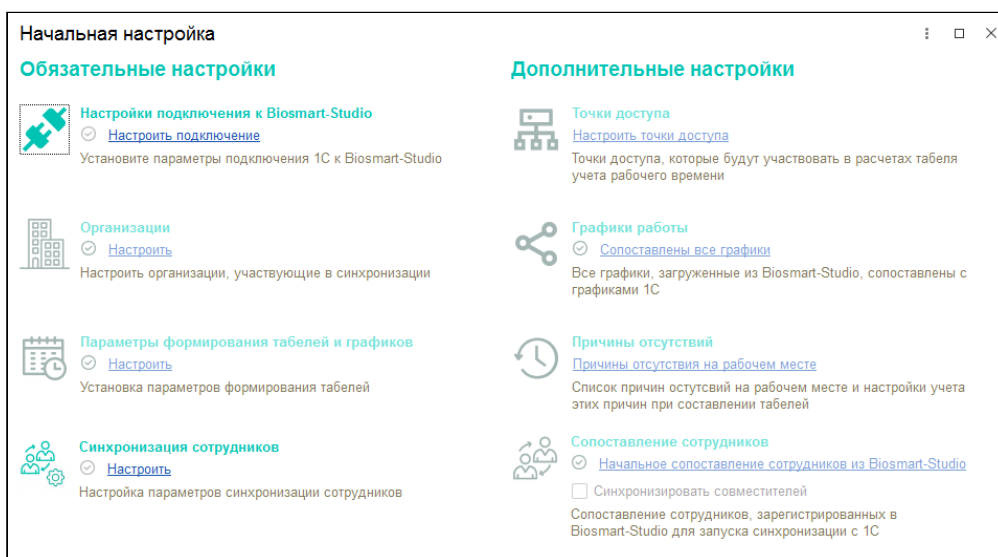 Начальная настройка
Обязательные настройки
Настройки подключения к Biosmart-Studio
Настроить подключение
Установите параметры подключения 1С к Biosmart-Studio
Организации
Настроить
Настроить организации, участвующие в синхронизации
Параметры формирования табелей и графиков
Настроить
Установка параметров формирования табелей
Синхронизация сотрудников
Настроить
Настройка параметров синхронизации сотрудников
Дополнительные настройки
Точки доступа
Настроить точки доступа
Точки доступа, которые будут участвовать в расчетах табеля
учета рабочего времени
Графики работы
Сопоставлены все графики
Все графики, загруженные из Biosmart-Studio, сопоставлены с
графиками 1С
Причины отсутствий
Причины отсутствия на рабочем месте
Список причин остутсвий на рабочем месте и настройки учета
этих причин при составлении табелей
Сопоставление сотрудников
Начальное сопоставление сотрудников из Biosmart-Studio
Синхронизировать совместителей
Сопоставление сотрудников, зарегистрированных в
Biosmart-Studio для запуска синхронизации с 1С